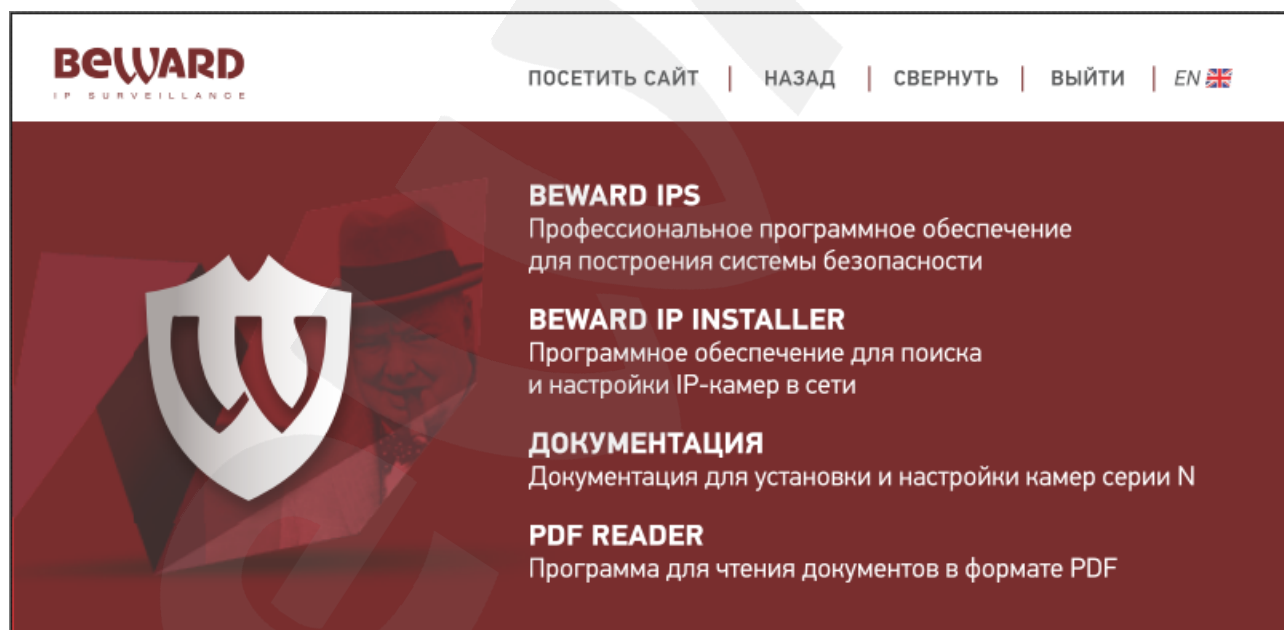 BEWARD
IP SURVEILLANCE
ПОСЕТИТЬ САЙТ | НАЗАД | СВЕРНУТЬ | ВЫЙТИ | EN
BEWARD IPS
Профессиональное программное обеспечение
для построения системы безопасности
BEWARD IP INSTALLER
Программное обеспечение для поиска
и настройки IP-камер в сети
ДОКУМЕНТАЦИЯ
Документация для установки и настройки камер серии N
PDF READER
Программа для чтения документов в формате PDF